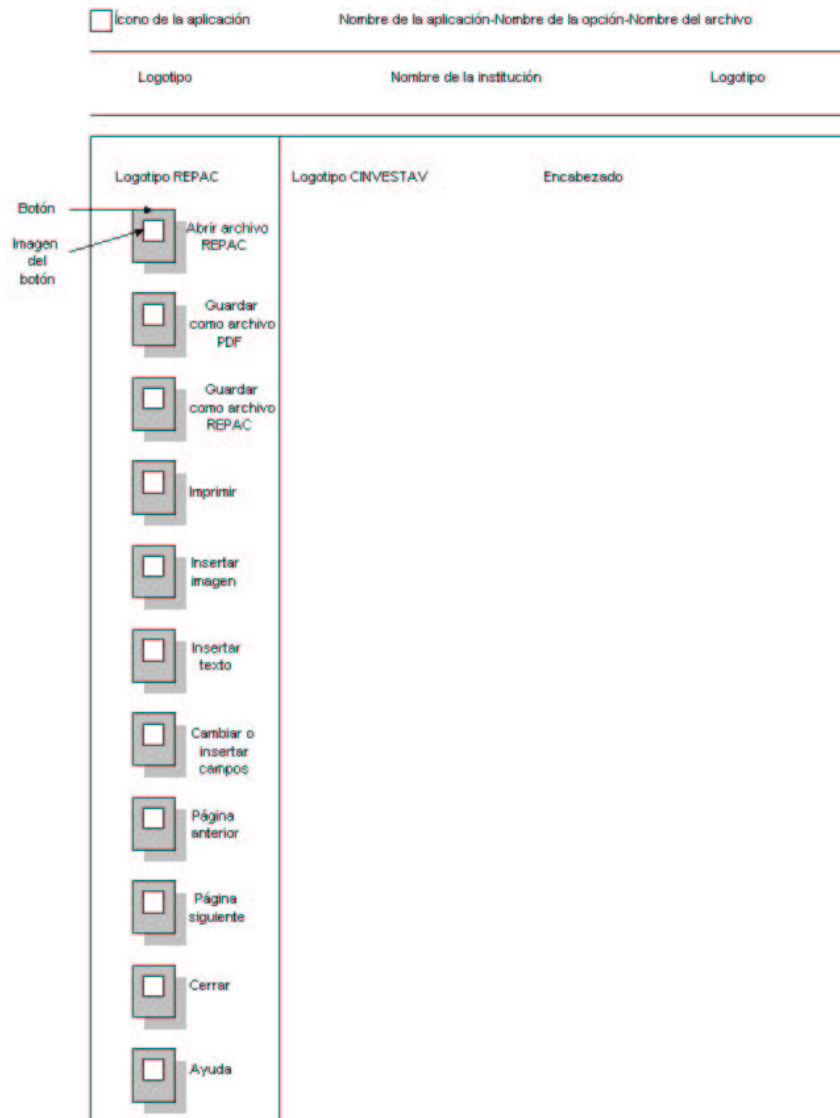 Ícono de la aplicación
Nombre de la aplicación-Nombre de la opción-Nombre del archivo
Logotipo
Nombre de la institución
Logotipo
Logotipo REPAC
Logotipo CINVESTAV
Encabezado
Botón
Imagen
del
botón
Abrir archivo
REPAC
Guardar
como archivo
PDF
Guardar
como archivo
REPAC
Imprimir
Insertar
imagen
Insertar
texto
Cambiar o
insertar
campos
Página
anterior
Página
siguiente
Cerrar
Ayuda